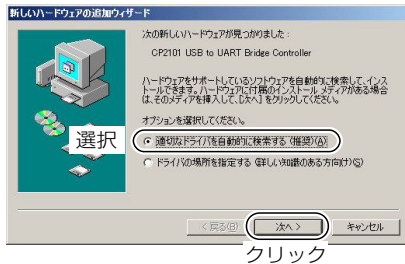 新しいハードウェアの追加ウィザード
次の新しいハードウェアが見つかりました：
CP2101 USB to UART Bridge Controller
ハードウェアをサポートしているソフトウェアを自動的に検索して、インス
トールできます。ハードウェアに付属のインストール メディアがある場合
は、そのメディアを挿入して、[次へ] をクリックしてください。
オプションを選択してください。
選択
適切なドライバを自動的に検索する (推奨)(A)
ドライバの場所を指定する (詳しい知識のある方向け)(S)
< 戻る(B)
次へ >
キャンセル
クリック